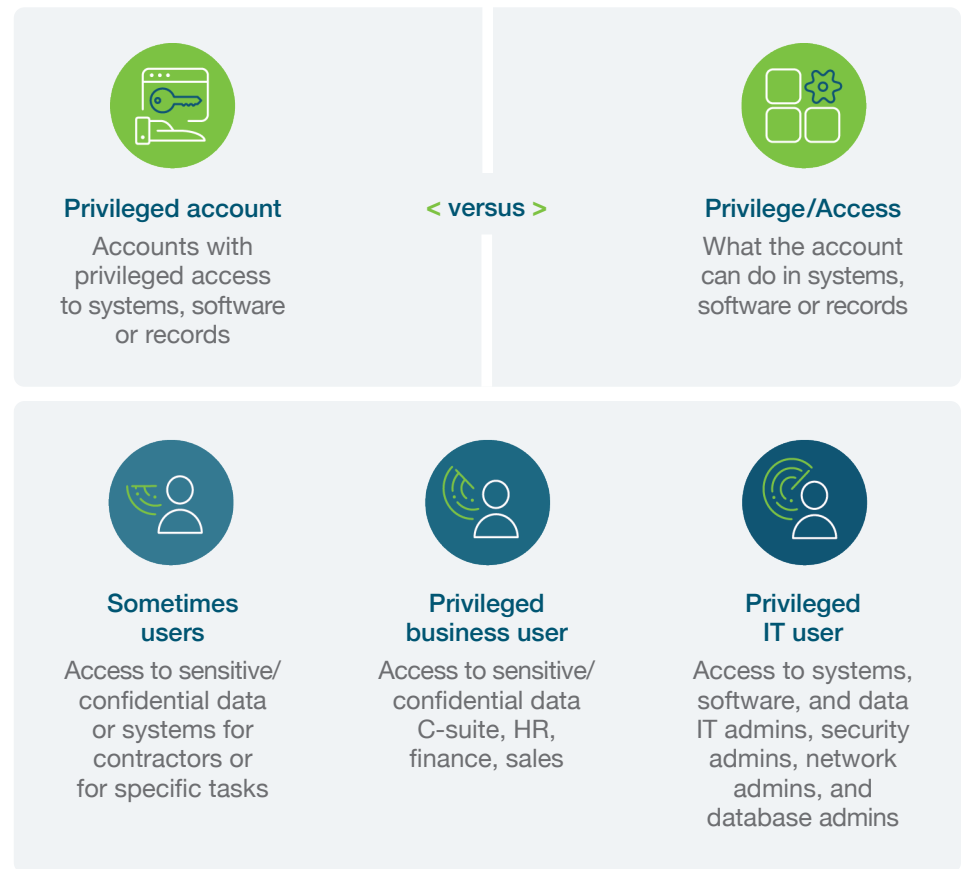 Privileged account
Accounts with
privileged access
to systems, software
or records
< versus >
Privilege/Access
What the account
can do in systems,
software or records
Sometimes
users
Access to sensitive/
confidential data
or systems for
contractors or
for specific tasks
Privileged
business user
Access to sensitive/
confidential data
C-suite, HR,
finance, sales
Privileged
IT user
Access to systems,
software, and data
IT admins, security
admins, network
admins, and
database admins